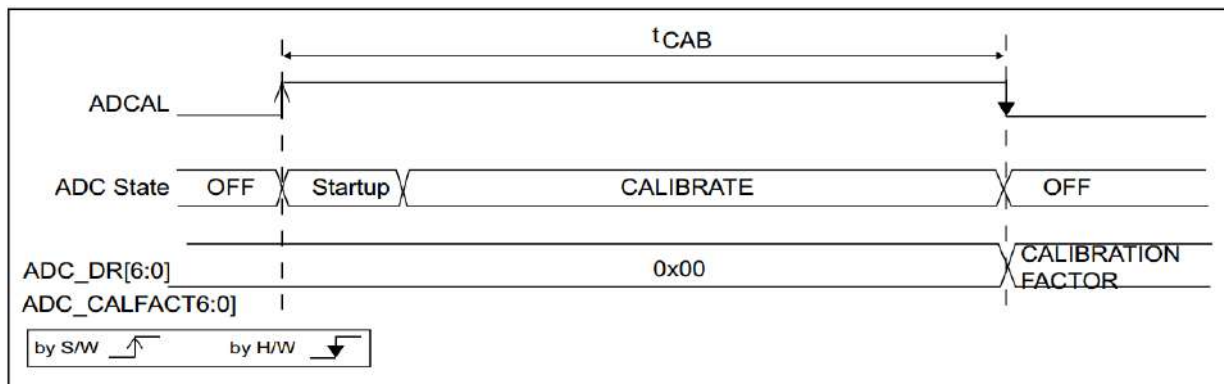 tCAB
ADCAL
ADC State OFF Startup CALIBRATE OFF
ADC_DR[6:0] 0x00 CALIBRATION
FACTOR
ADC_CALFACT6:0]
by S/W by H/W